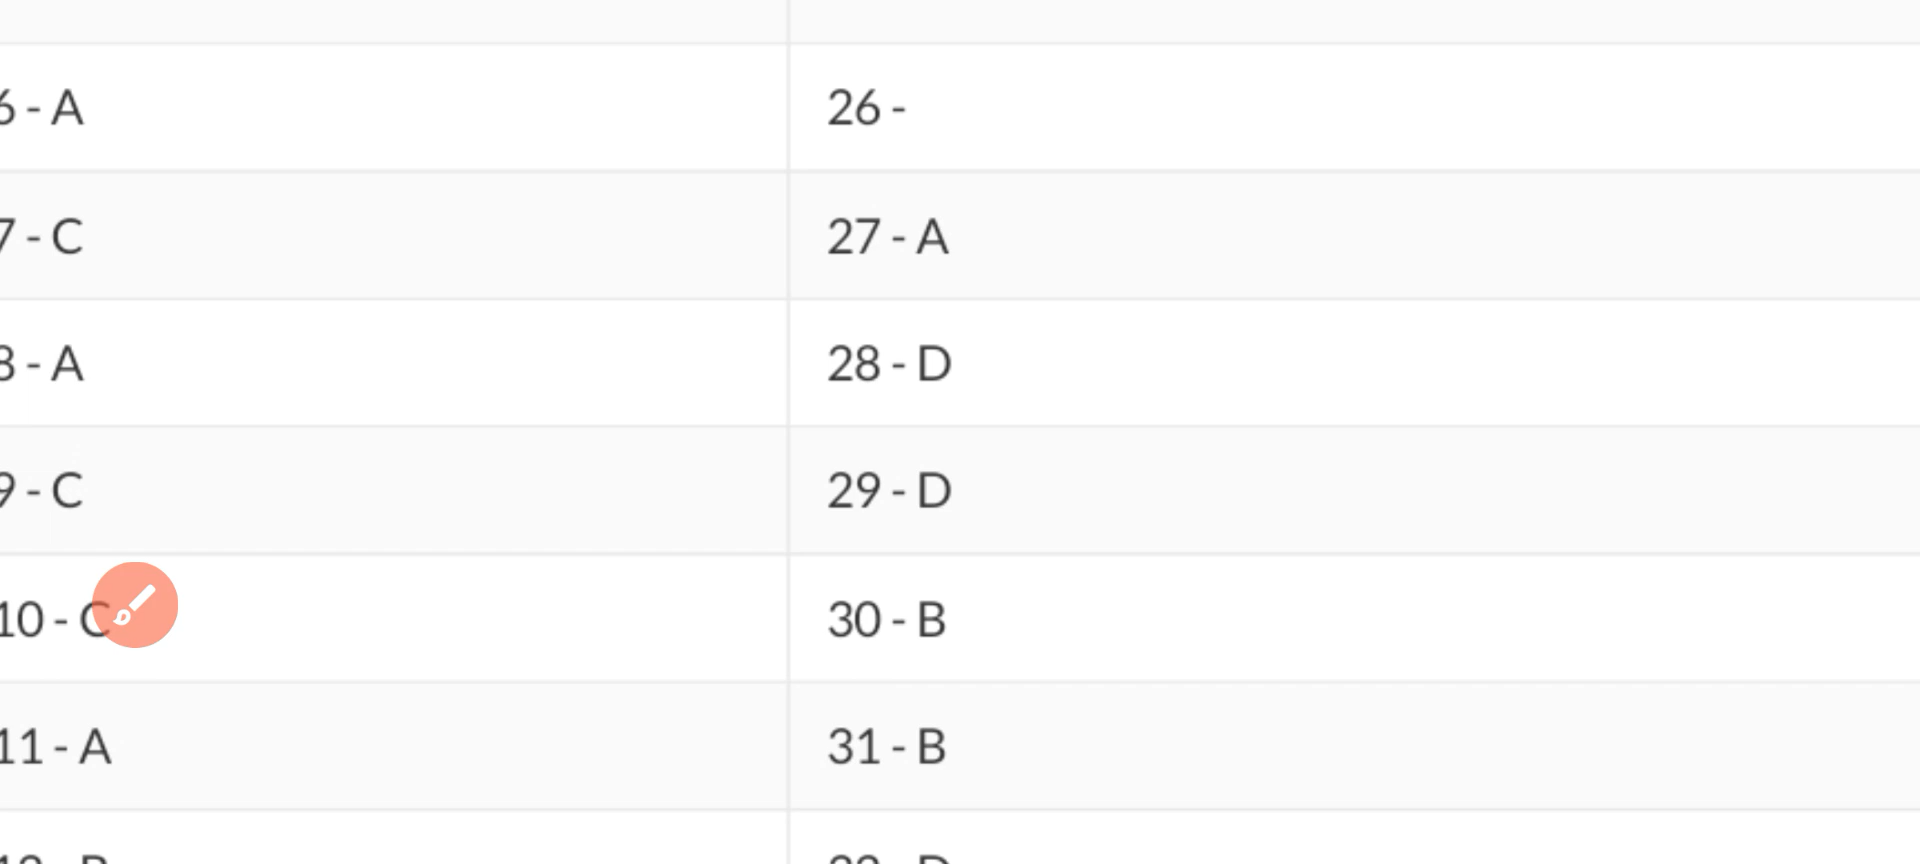 6 - A
26 -
7 - C
27 - A
8 - A
28 - D
9 - C
29 - D
10 - C
30 - B
11 - A
31 - B